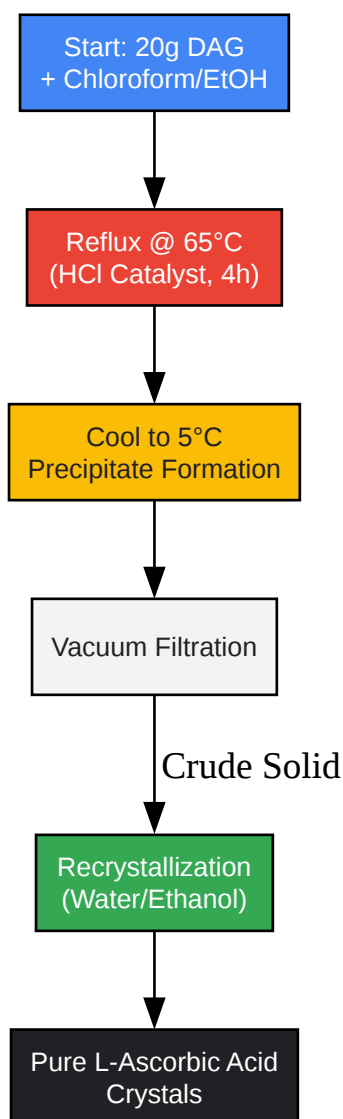 Start: 20g DAG
+ Chloroform/EtOH
Reflux @ 65°C
(HCl Catalyst, 4h)
Cool to 5°C
Precipitate Formation
Vacuum Filtration
Crude Solid
Recrystallization
(Water/Ethanol)
Pure L-Ascorbic Acid
Crystals